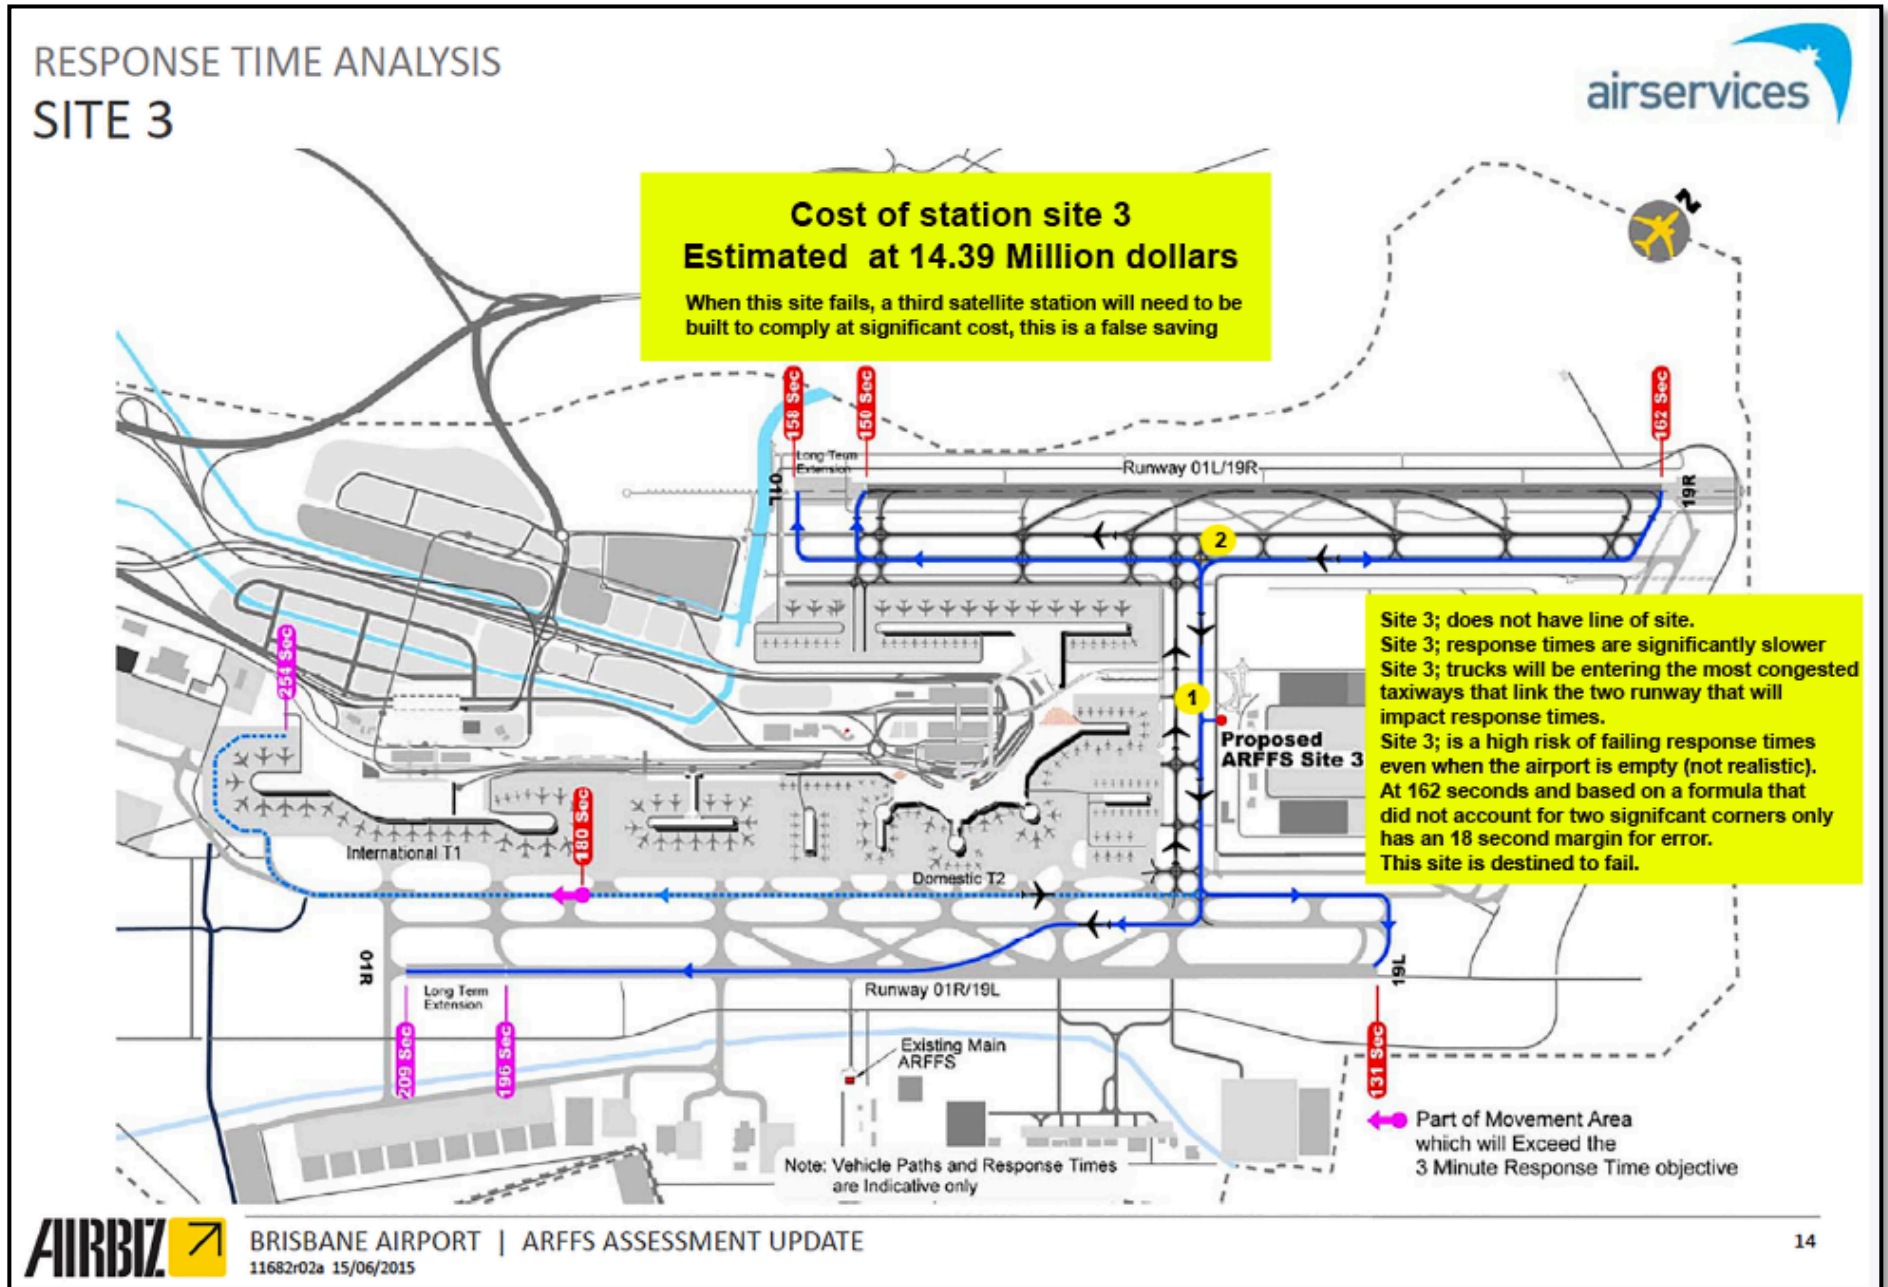 RESPONSE TIME ANALYSIS
SITE 3
airservices
Cost of station site 3
Estimated at 14.39 Million dollars
When this site fails, a third satellite station will need to be
built to comply at significant cost, this is a false saving
N
158 Sec
150 Sec
162 Sec
Long Term
Extension
Runway 01L/19R
01L
19R
2
254 Sec
1
Proposed
ARFFS Site 3
Site 3; does not have line of site.
Site 3; response times are significantly slower
Site 3; trucks will be entering the most congested
taxiways that link the two runway that will
impact response times.
Site 3; is a high risk of failing response times
even when the airport is empty (not realistic).
At 162 seconds and based on a formula that
did not account for two signifcant corners only
has an 18 second margin for error.
This site is destined to fail.
180 Sec
International T1
Domestic T2
01R
19L
Long Term
Extension
Runway 01R/19L
209 Sec
196 Sec
Existing Main
ARFFS
131 Sec
Part of Movement Area
which will Exceed the
3 Minute Response Time objective
Note: Vehicle Paths and Response Times
are Indicative only
AIRBIZ
BRISBANE AIRPORT | ARFFS ASSESSMENT UPDATE
11682r02a 15/06/2015
14